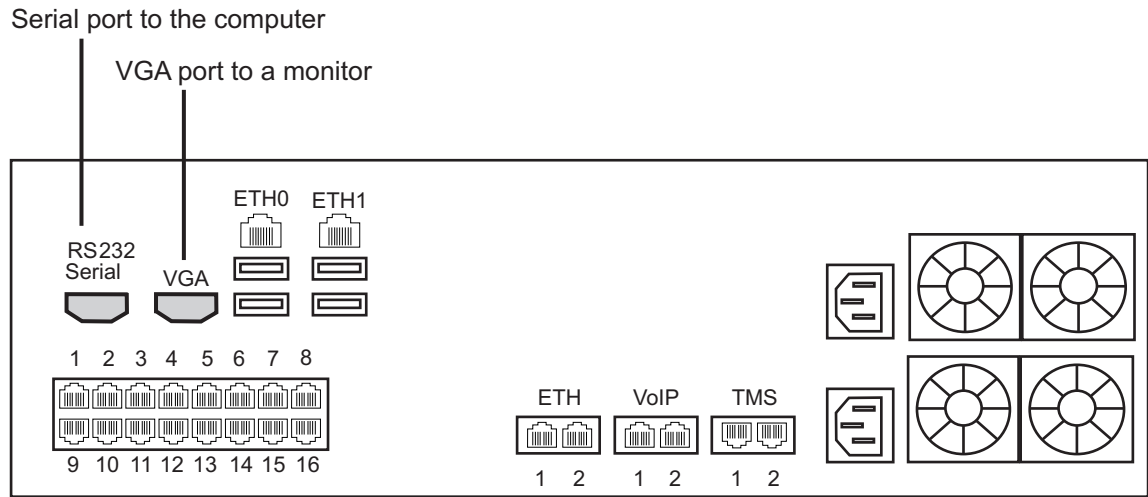 Serial port to the computer
VGA port to a monitor
ETH0 ETH1
RS232
Serial
VGA
1 2 3 4 5 6 7 8
9 10 11 12 13 14 15 16
ETH VoIP TMS
1 2 1 2 1 2